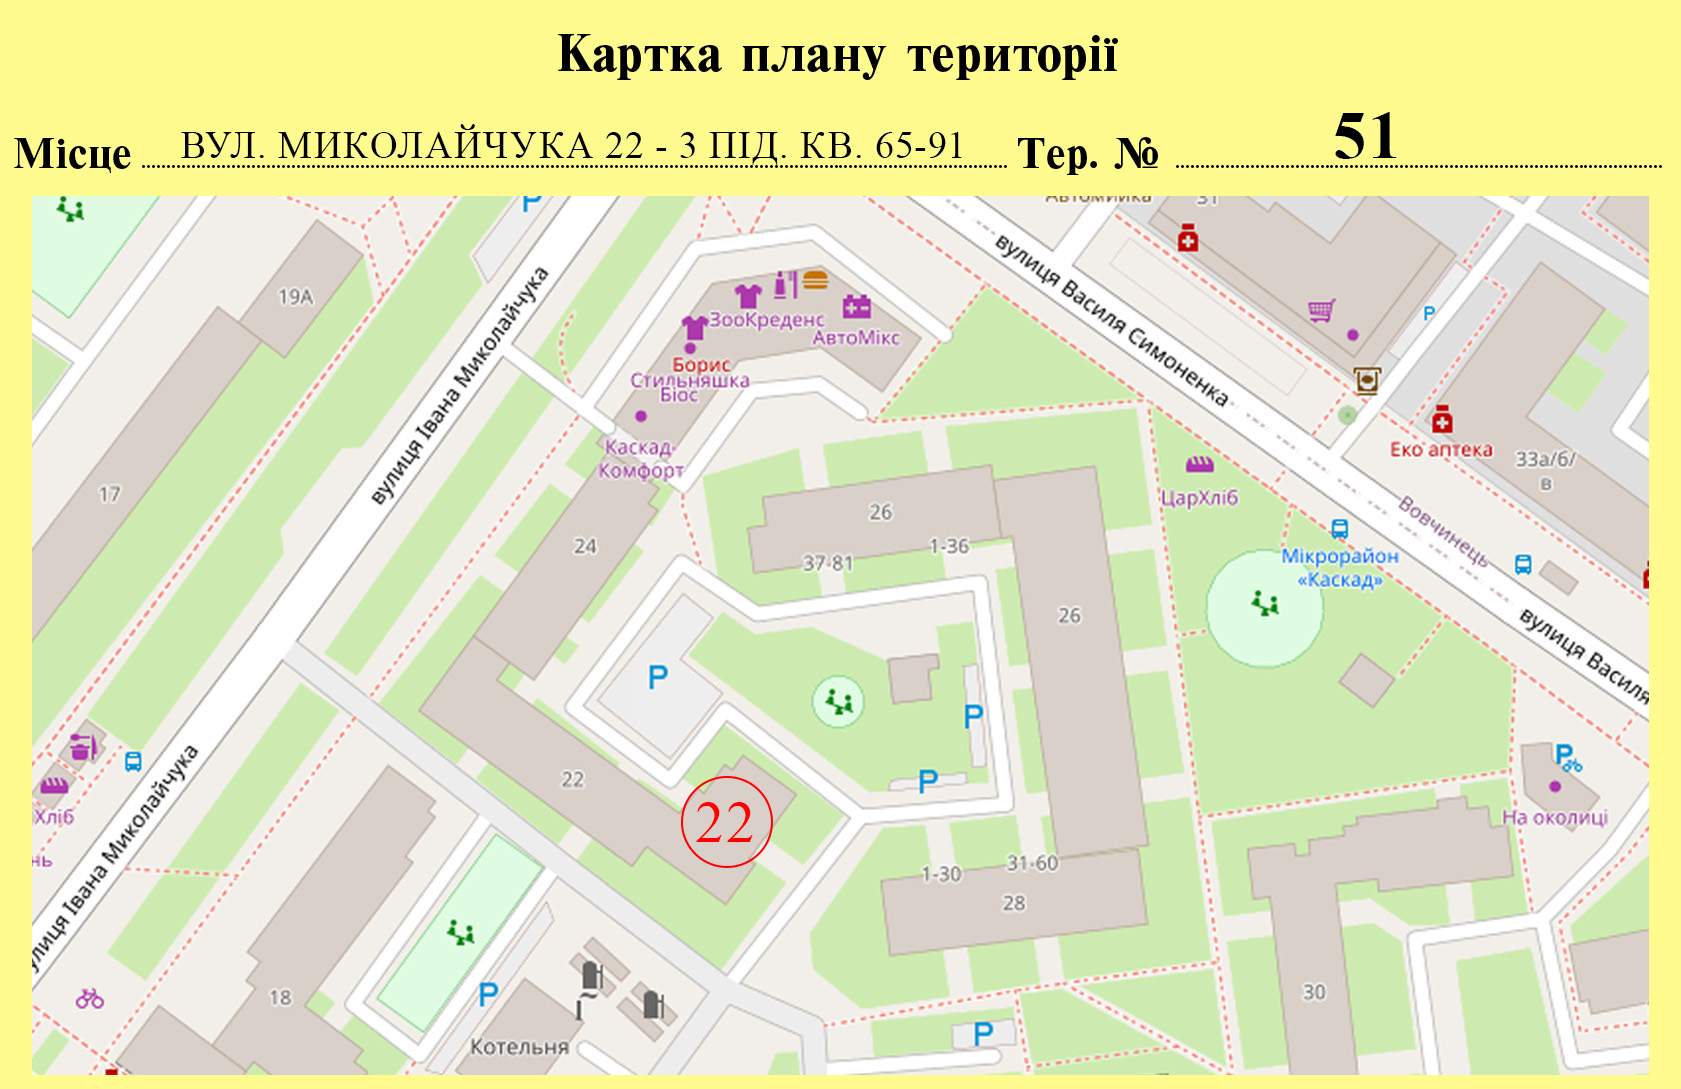 Картка плану території
Місце ВУЛ. МИКОЛАЙЧУКА 22 - 3 ПІД. КВ. 65-91 Тер. № 51
Автомийка
31
P
вулиця Василя Симоненка
19А
вулиця Івана Миколайчука
ЗооКреденс
АвтоМікс
P
Борис
Стильняшка
Біос
Каскад-
Комфорт
Еко аптека
33а/б/
в
17
ЦарХліб
26
Вовчинець
24
37-81
1-36
Мікрорайон
«Каскад»
26
вулиця Василя
P
P
P
P
22
22
Хліб
На околиці
нь
улиця Івана Миколайчука
1-30
31-60
28
18
P
30
P
Котельня